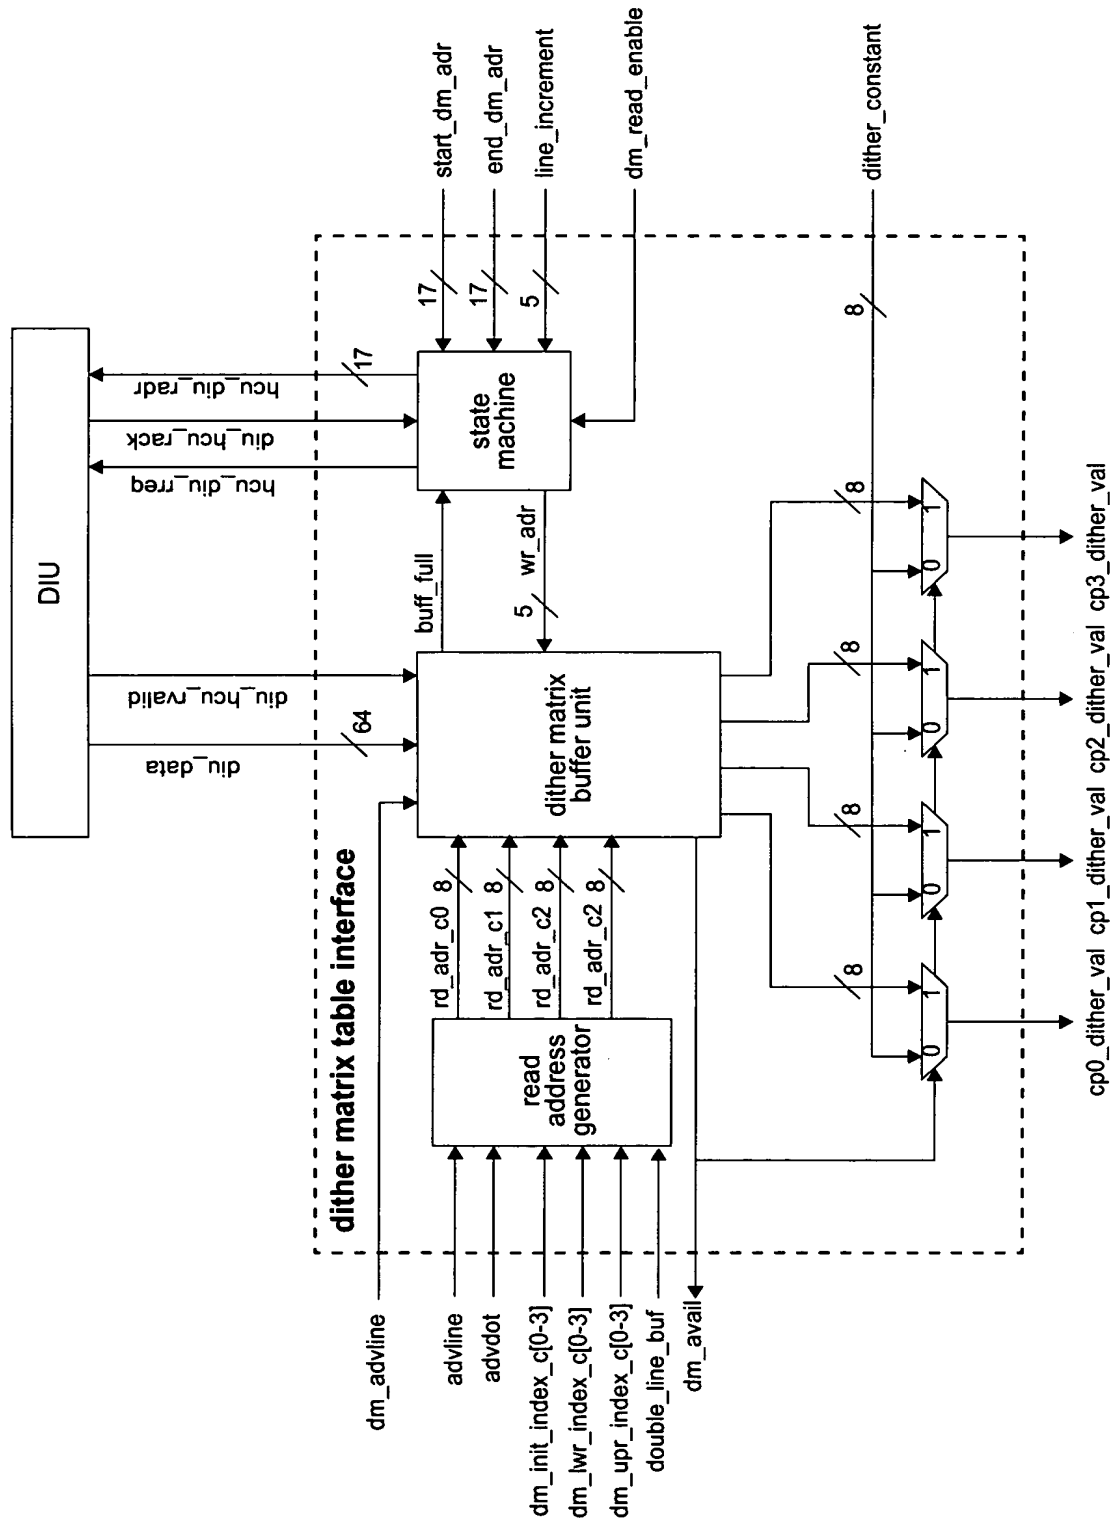 DIU
diu_data
64
diu_hcu_rvalid
hcu_diu_rreq
diu_hcu_rack
hcu_diu_radr
17
dither matrix table interface
dm_advline
advline
advdot
dm_init_index_c[0-3]
dm_lwr_index_c[0-3]
dm_upr_index_c[0-3]
double_line_buf
dm_avail
read
address
generator
rd_adr_c0
8
rd_adr_c1
8
rd_adr_c2
8
rd_adr_c2
8
dither matrix
buffer unit
buff_full
wr_adr
5
state
machine
17
start_dm_adr
17
end_dm_adr
5
line_increment
dm_read_enable
8
dither_constant
8
8
8
8
0 1
0 1
0 1
0 1
cp0_dither_val cp1_dither_val cp2_dither_val cp3_dither_val